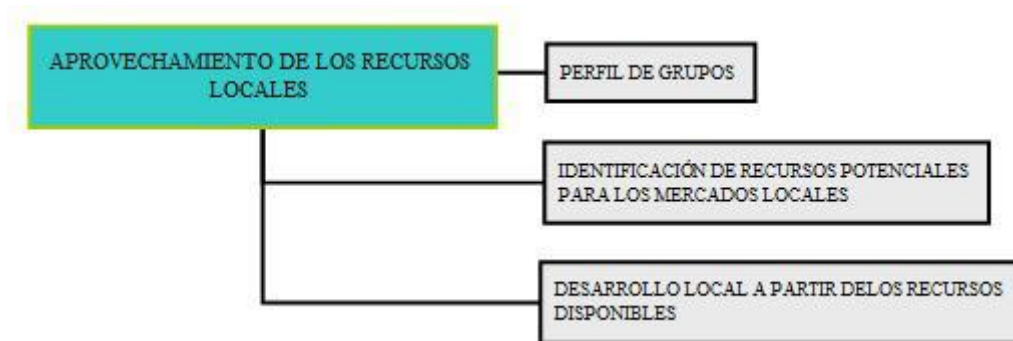 APROVECHAMIENTO DE LOS RECURSOS
LOCALES
PERFIL DE GRUPOS
IDENTIFICACIÓN DE RECURSOS POTENCIALES
PARA LOS MERCADOS LOCALES
DESARROLLO LOCAL A PARTIR DELOS RECURSOS
DISPONIBLES